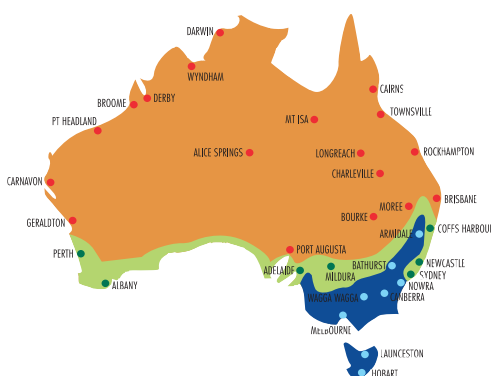 DARWIN
WYNDHAM
DERBY
BROOME
CAIRNS
PT HEADLAND
TOWNSVILLE
MT ISA
ALICE SPRINGS
LONGREACH
ROCKHAMPTON
CHARLEVILLE
CARNAVON
MOREE
BRISBANE
GERALDTON
BOURKE
ARMIDALE
COFFS HARBOUR
PERTH
PORT AUGUSTA
ADELAIDE
MILDURA
BATHURST
NEWCASTLE
SYDNEY
ALBANY
NOWRA
WAGGA WAGGA
CANBERRA
MELBOURNE
LAUNCESTON
HOBART